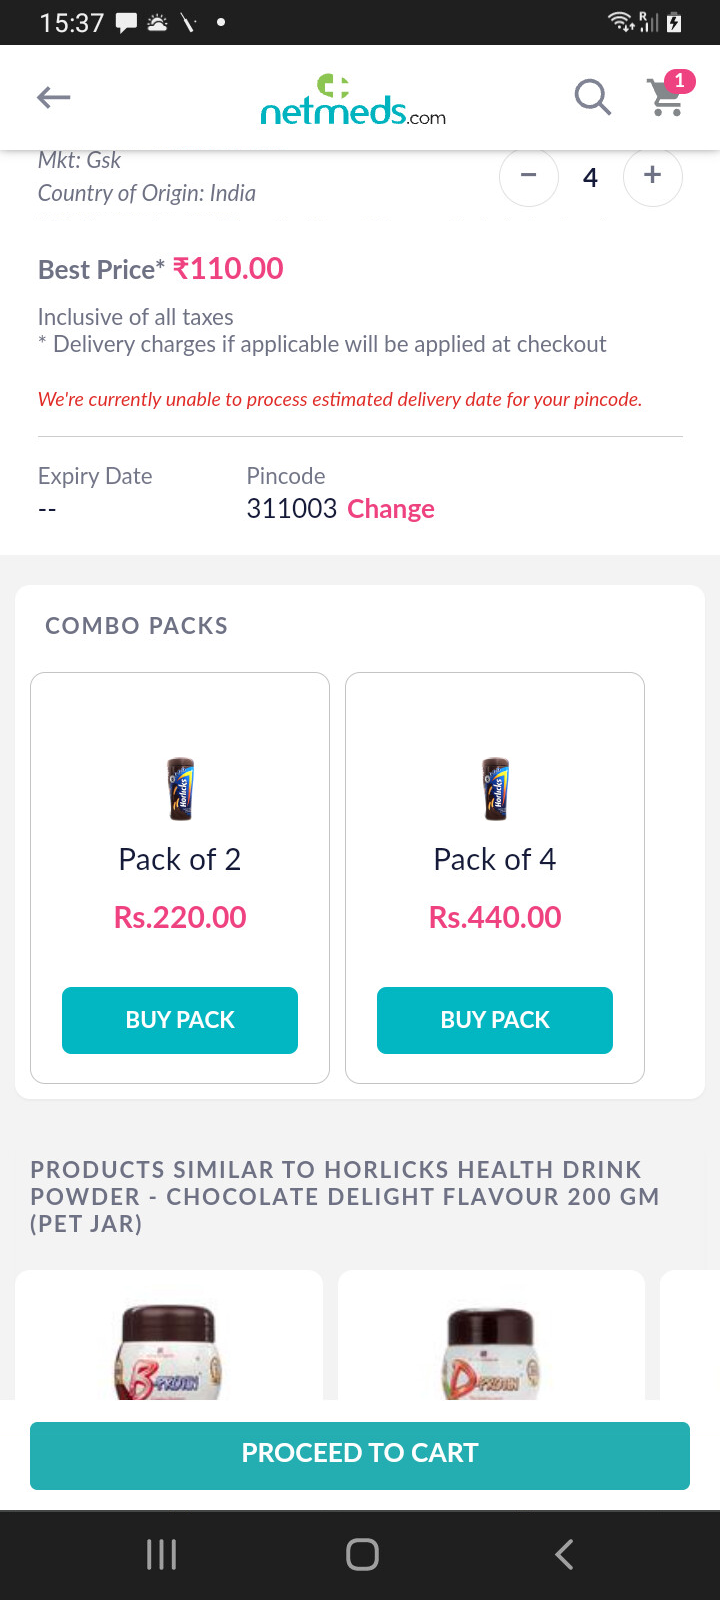 15:37
R
netmeds.com
1
Mkt: Gsk
Country of Origin: India
− 4 +
Best Price* ₹110.00
Inclusive of all taxes
* Delivery charges if applicable will be applied at checkout
We're currently unable to process estimated delivery date for your pincode.
Expiry Date Pincode
-- 311003 Change
COMBO PACKS
Horlicks Horlicks
Pack of 2 Pack of 4
Rs.220.00 Rs.440.00
BUY PACK BUY PACK
PRODUCTS SIMILAR TO HORLICKS HEALTH DRINK
POWDER - CHOCOLATE DELIGHT FLAVOUR 200 GM
(PET JAR)
B-PROTIN D-PROTIN
PROCEED TO CART